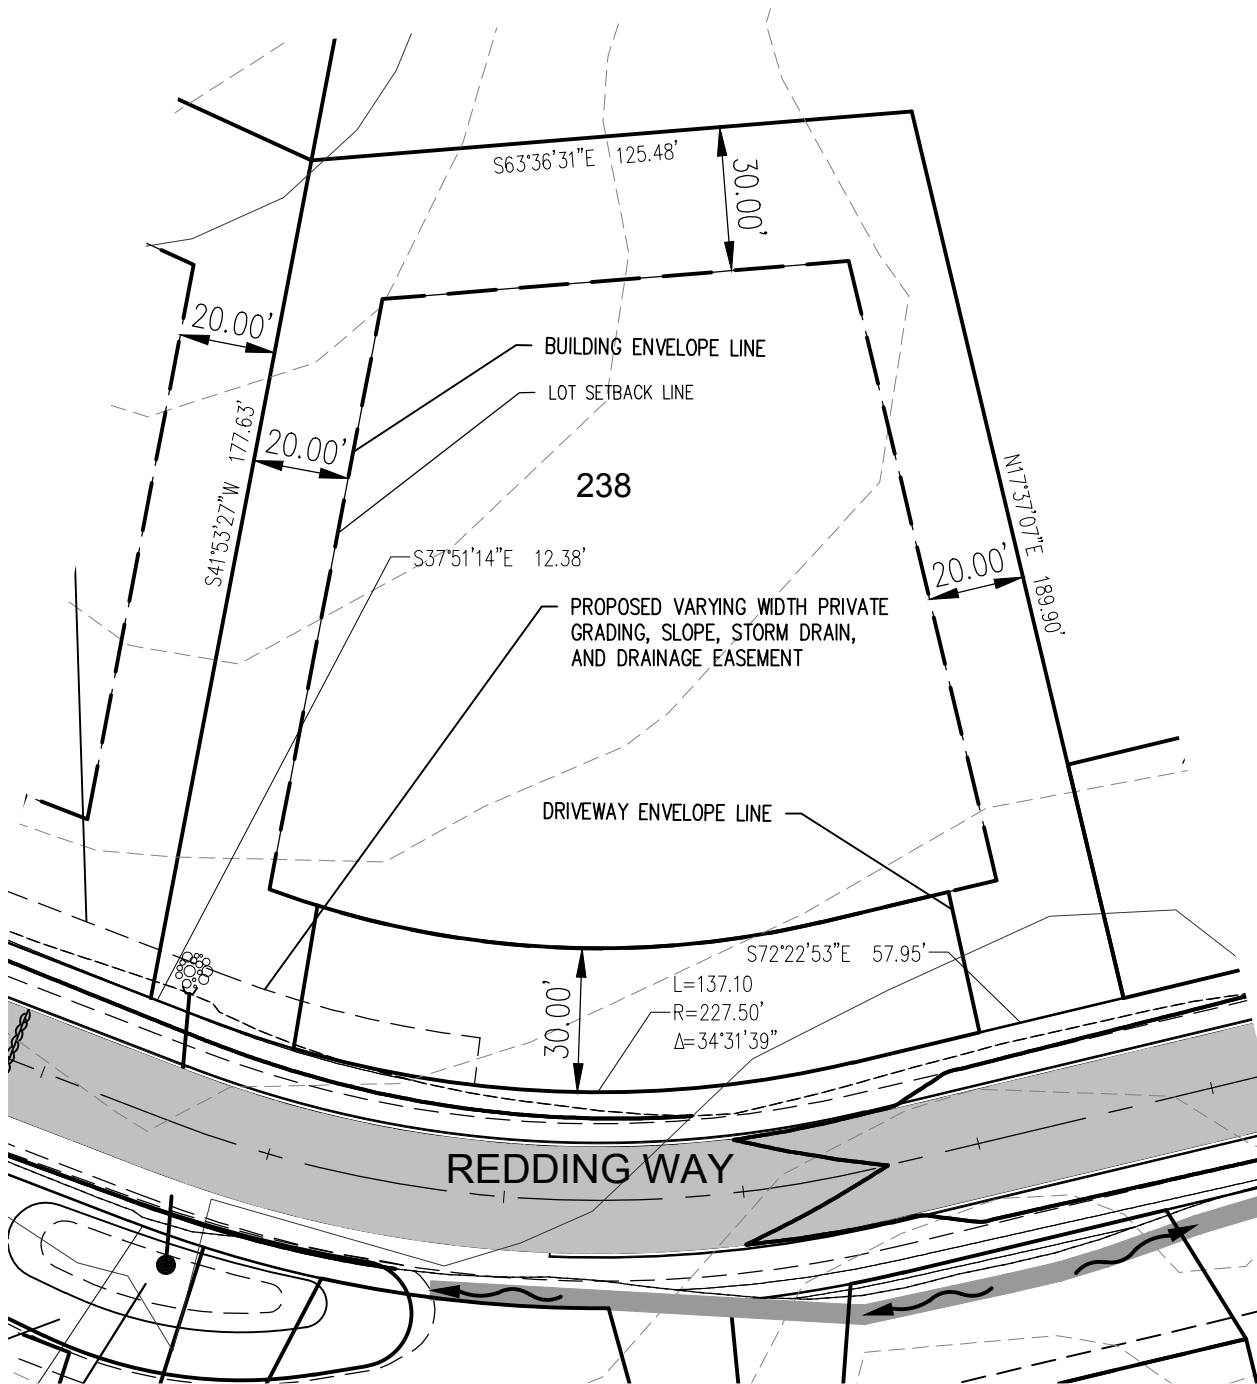 S63°36'31"E 125.48'
30.00'
20.00'
BUILDING ENVELOPE LINE
LOT SETBACK LINE
S41°53'27"W 177.63'
20.00'
238
N17°37'07"E 189.90'
S37°51'14"E 12.38'
20.00'
PROPOSED VARYING WIDTH PRIVATE
GRADING, SLOPE, STORM DRAIN,
AND DRAINAGE EASEMENT
DRIVEWAY ENVELOPE LINE
S72°22'53"E 57.95'
30.00'
L=137.10
R=227.50'
Δ=34°31'39"
REDDING WAY